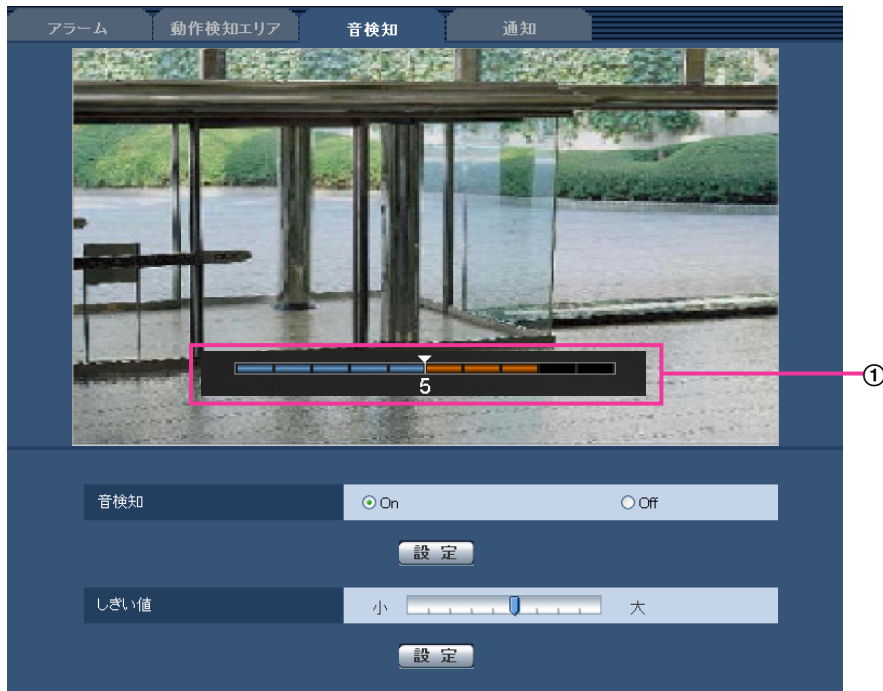 アラーム 動作検知エリア 音検知 通知
5
①
音検知 On Off
設定
しきい値 小 大
設定